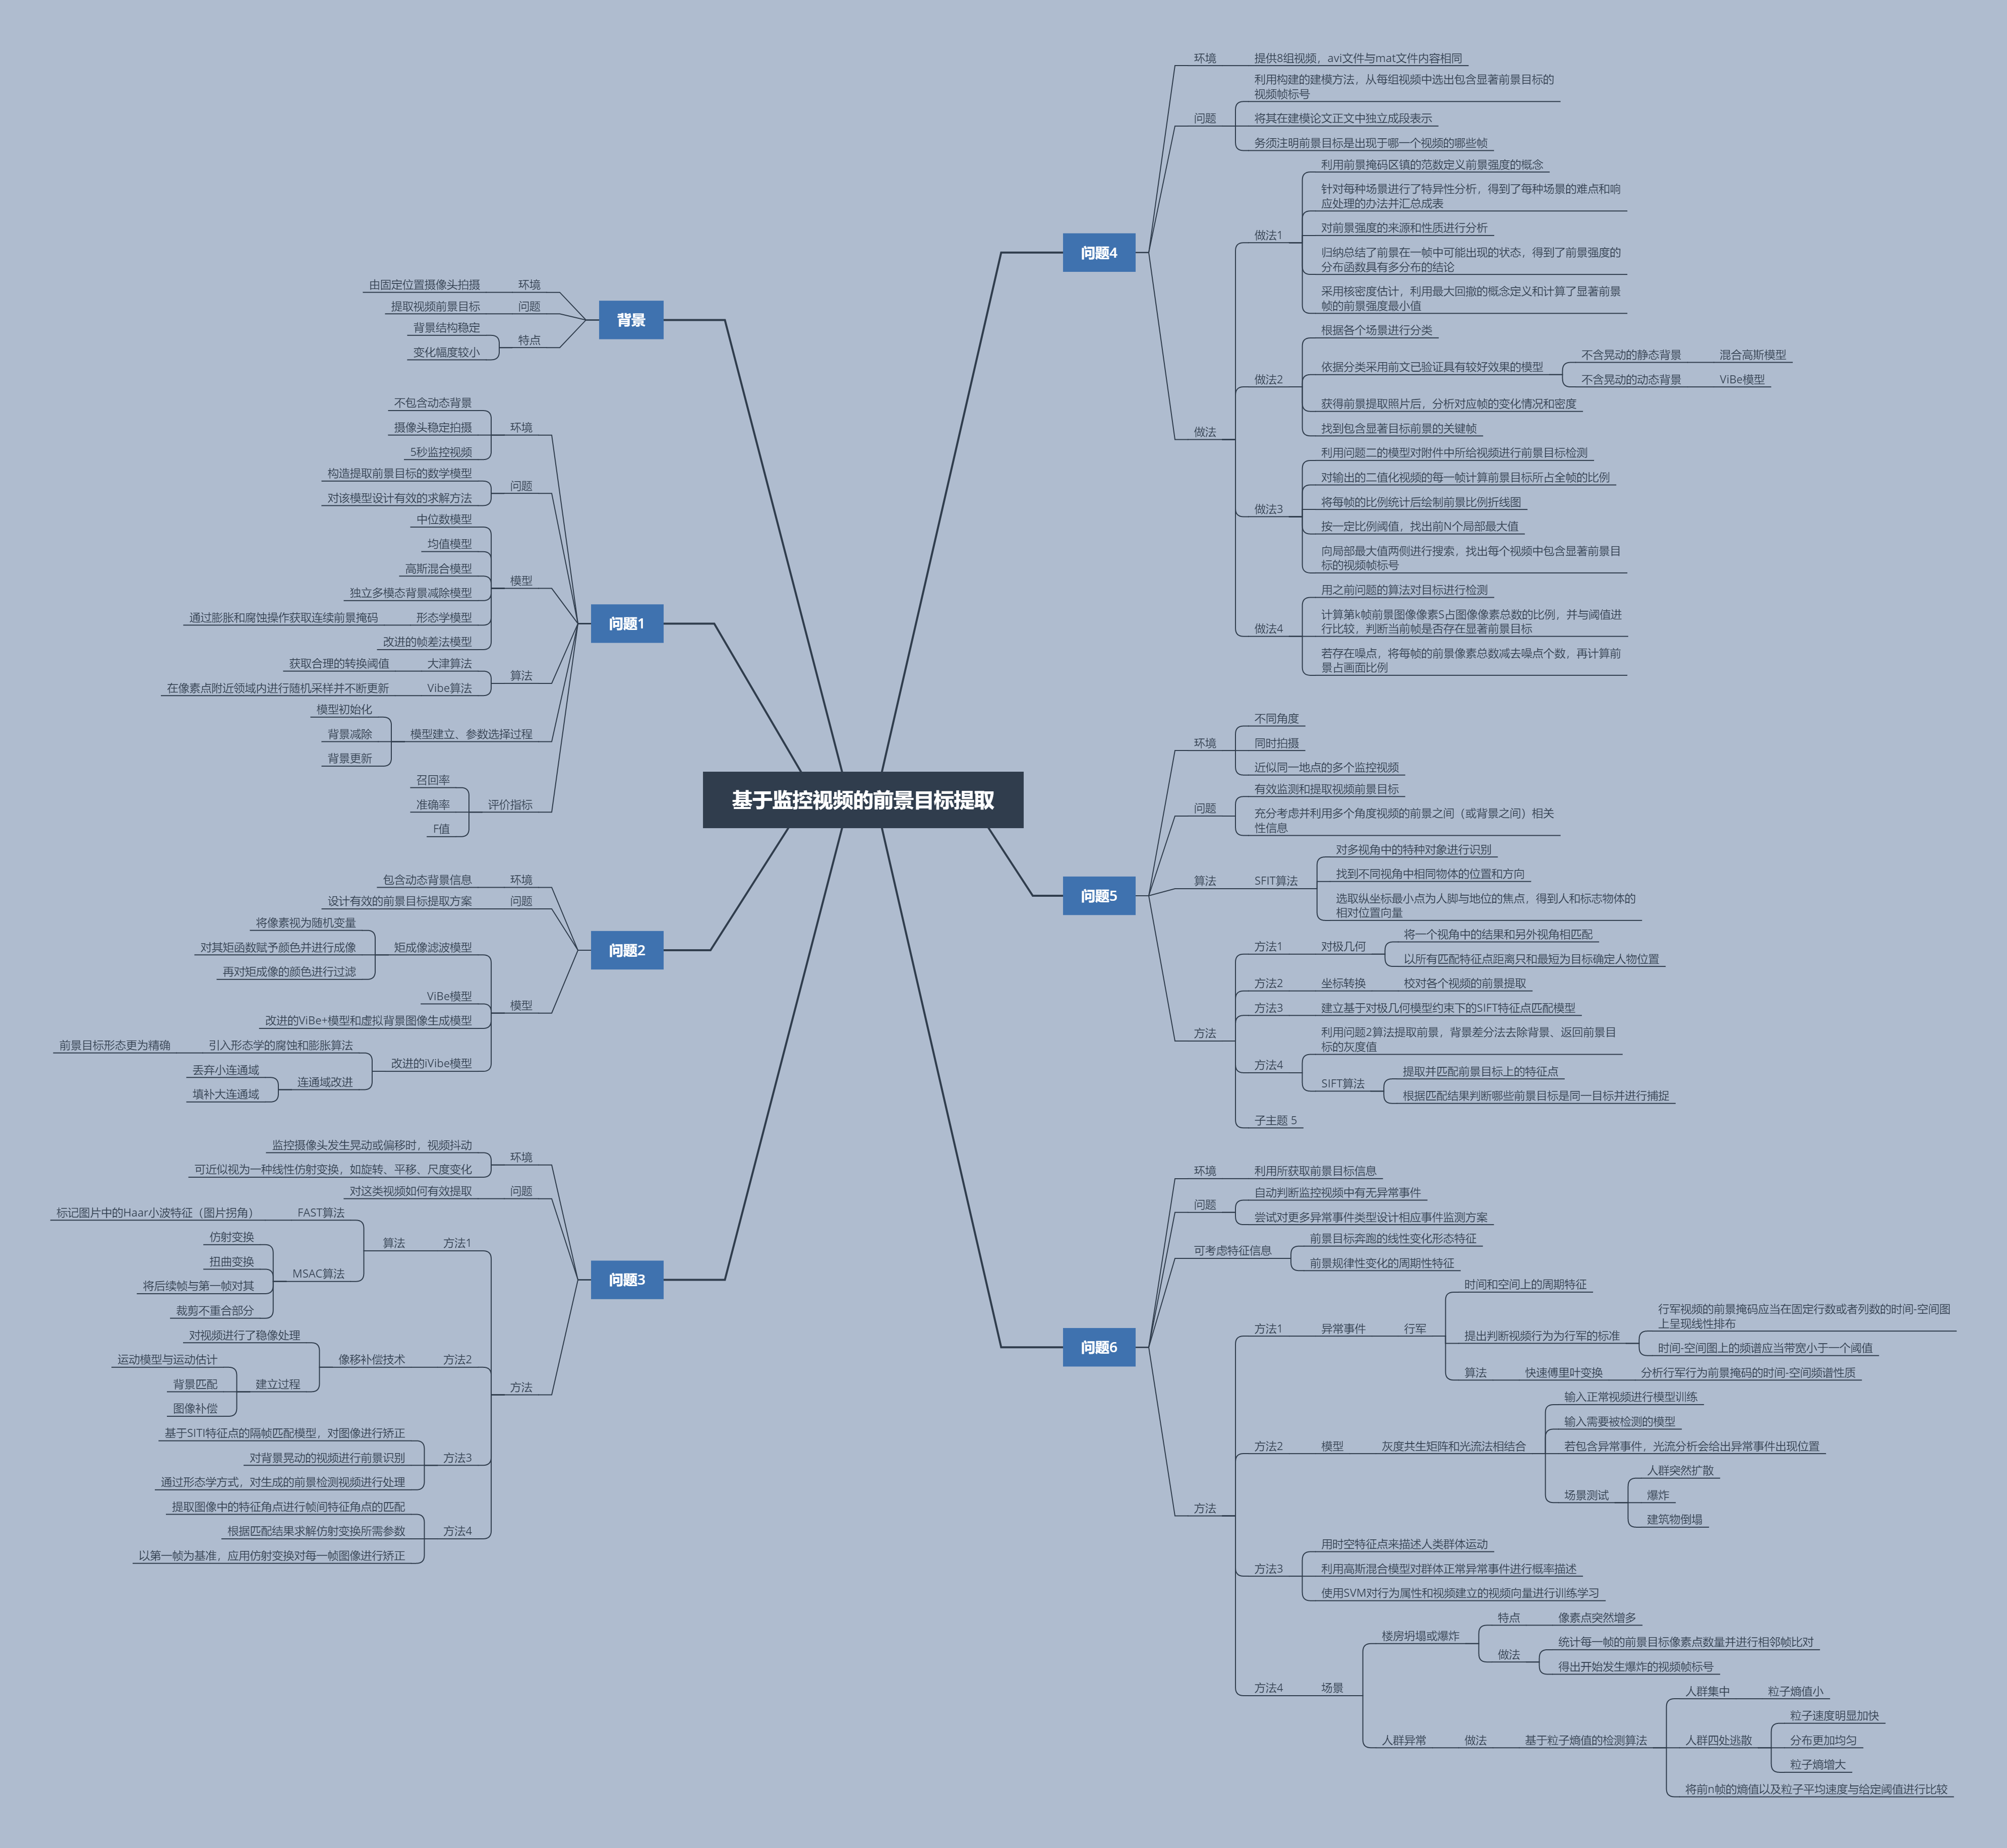 基于监控视频的前景目标提取
背景
环境
由固定位置摄像头拍摄
问题
提取视频前景目标
特点
背景结构稳定
变化幅度较小
问题1
环境
不包含动态背景
摄像头稳定拍摄
5秒监控视频
问题
构造提取前景目标的数学模型
对该模型设计有效的求解方法
模型
中位数模型
均值模型
高斯混合模型
独立多模态背景减除模型
形态学模型
通过膨胀和腐蚀操作获取连续前景掩码
改进的帧差法模型
算法
大津算法
获取合理的转换阈值
Vibe算法
在像素点附近领域内进行随机采样并不断更新
模型建立、参数选择过程
模型初始化
背景减除
背景更新
评价指标
召回率
准确率
F值
问题2
环境
包含动态背景信息
问题
设计有效的前景目标提取方案
模型
矩成像滤波模型
将像素视为随机变量
对其矩函数赋予颜色并进行成像
再对矩成像的颜色进行过滤
ViBe模型
改进的ViBe+模型和虚拟背景图像生成模型
改进的iVibe模型
引入形态学的腐蚀和膨胀算法
前景目标形态更为精确
连通域改进
丢弃小连通域
填补大连通域
问题3
环境
监控摄像头发生晃动或偏移时，视频抖动
可近似视为一种线性仿射变换，如旋转、平移、尺度变化
问题
对这类视频如何有效提取
方法
方法1
算法
FAST算法
标记图片中的Haar小波特征（图片拐角）
MSAC算法
仿射变换
扭曲变换
将后续帧与第一帧对其
裁剪不重合部分
方法2
像移补偿技术
对视频进行了稳像处理
建立过程
运动模型与运动估计
背景匹配
图像补偿
方法3
基于SITI特征点的隔帧匹配模型，对图像进行矫正
对背景晃动的视频进行前景识别
通过形态学方式，对生成的前景检测视频进行处理
方法4
提取图像中的特征角点进行帧间特征角点的匹配
根据匹配结果求解仿射变换所需参数
以第一帧为基准，应用仿射变换对每一帧图像进行矫正
问题4
环境
提供8组视频，avi文件与mat文件内容相同
问题
利用构建的建模方法，从每组视频中选出包含显著前景目标的
视频帧标号
将其在建模论文正文中独立成段表示
务须注明前景目标是出现于哪一个视频的哪些帧
做法
做法1
利用前景掩码区镇的范数定义前景强度的概念
针对每种场景进行了特异性分析，得到了每种场景的难点和响
应处理的办法并汇总成表
对前景强度的来源和性质进行分析
归纳总结了前景在一帧中可能出现的状态，得到了前景强度的
分布函数具有多分布的结论
采用核密度估计，利用最大回撤的概念定义和计算了显著前景
帧的前景强度最小值
做法2
根据各个场景进行分类
依据分类采用前文已验证具有较好效果的模型
不含晃动的静态背景
混合高斯模型
不含晃动的动态背景
ViBe模型
获得前景提取照片后，分析对应帧的变化情况和密度
找到包含显著目标前景的关键帧
做法3
利用问题二的模型对附件中所给视频进行前景目标检测
对输出的二值化视频的每一帧计算前景目标所占全帧的比例
将每帧的比例统计后绘制前景比例折线图
按一定比例阈值，找出前N个局部最大值
向局部最大值两侧进行搜索，找出每个视频中包含显著前景目
标的视频帧标号
做法4
用之前问题的算法对目标进行检测
计算第k帧前景图像像素S占图像像素总数的比例，并与阈值进
行比较，判断当前帧是否存在显著前景目标
若存在噪点，将每帧的前景像素总数减去噪点个数，再计算前
景占画面比例
问题5
环境
不同角度
同时拍摄
近似同一地点的多个监控视频
问题
有效监测和提取视频前景目标
充分考虑并利用多个角度视频的前景之间（或背景之间）相关
性信息
算法
SFIT算法
对多视角中的特种对象进行识别
找到不同视角中相同物体的位置和方向
选取纵坐标最小点为人脚与地位的焦点，得到人和标志物体的
相对位置向量
方法
方法1
对极几何
将一个视角中的结果和另外视角相匹配
以所有匹配特征点距离只和最短为目标确定人物位置
方法2
坐标转换
校对各个视频的前景提取
方法3
建立基于对极几何模型约束下的SIFT特征点匹配模型
方法4
利用问题2算法提取前景，背景差分法去除背景、返回前景目
标的灰度值
SIFT算法
提取并匹配前景目标上的特征点
根据匹配结果判断哪些前景目标是同一目标并进行捕捉
子主题 5
问题6
环境
利用所获取前景目标信息
问题
自动判断监控视频中有无异常事件
尝试对更多异常事件类型设计相应事件监测方案
可考虑特征信息
前景目标奔跑的线性变化形态特征
前景规律性变化的周期性特征
方法
方法1
异常事件
行军
时间和空间上的周期特征
提出判断视频行为为行军的标准
行军视频的前景掩码应当在固定行数或者列数的时间-空间图
上呈现线性排布
时间-空间图上的频谱应当带宽小于一个阈值
算法
快速傅里叶变换
分析行军行为前景掩码的时间-空间频谱性质
方法2
模型
灰度共生矩阵和光流法相结合
输入正常视频进行模型训练
输入需要被检测的模型
若包含异常事件，光流分析会给出异常事件出现位置
场景测试
人群突然扩散
爆炸
建筑物倒塌
方法3
用时空特征点来描述人类群体运动
利用高斯混合模型对群体正常异常事件进行概率描述
使用SVM对行为属性和视频建立的视频向量进行训练学习
方法4
场景
楼房坍塌或爆炸
特点
像素点突然增多
做法
统计每一帧的前景目标像素点数量并进行相邻帧比对
得出开始发生爆炸的视频帧标号
人群异常
做法
基于粒子熵值的检测算法
人群集中
粒子熵值小
人群四处逃散
粒子速度明显加快
分布更加均匀
粒子熵增大
将前n帧的熵值以及粒子平均速度与给定阈值进行比较